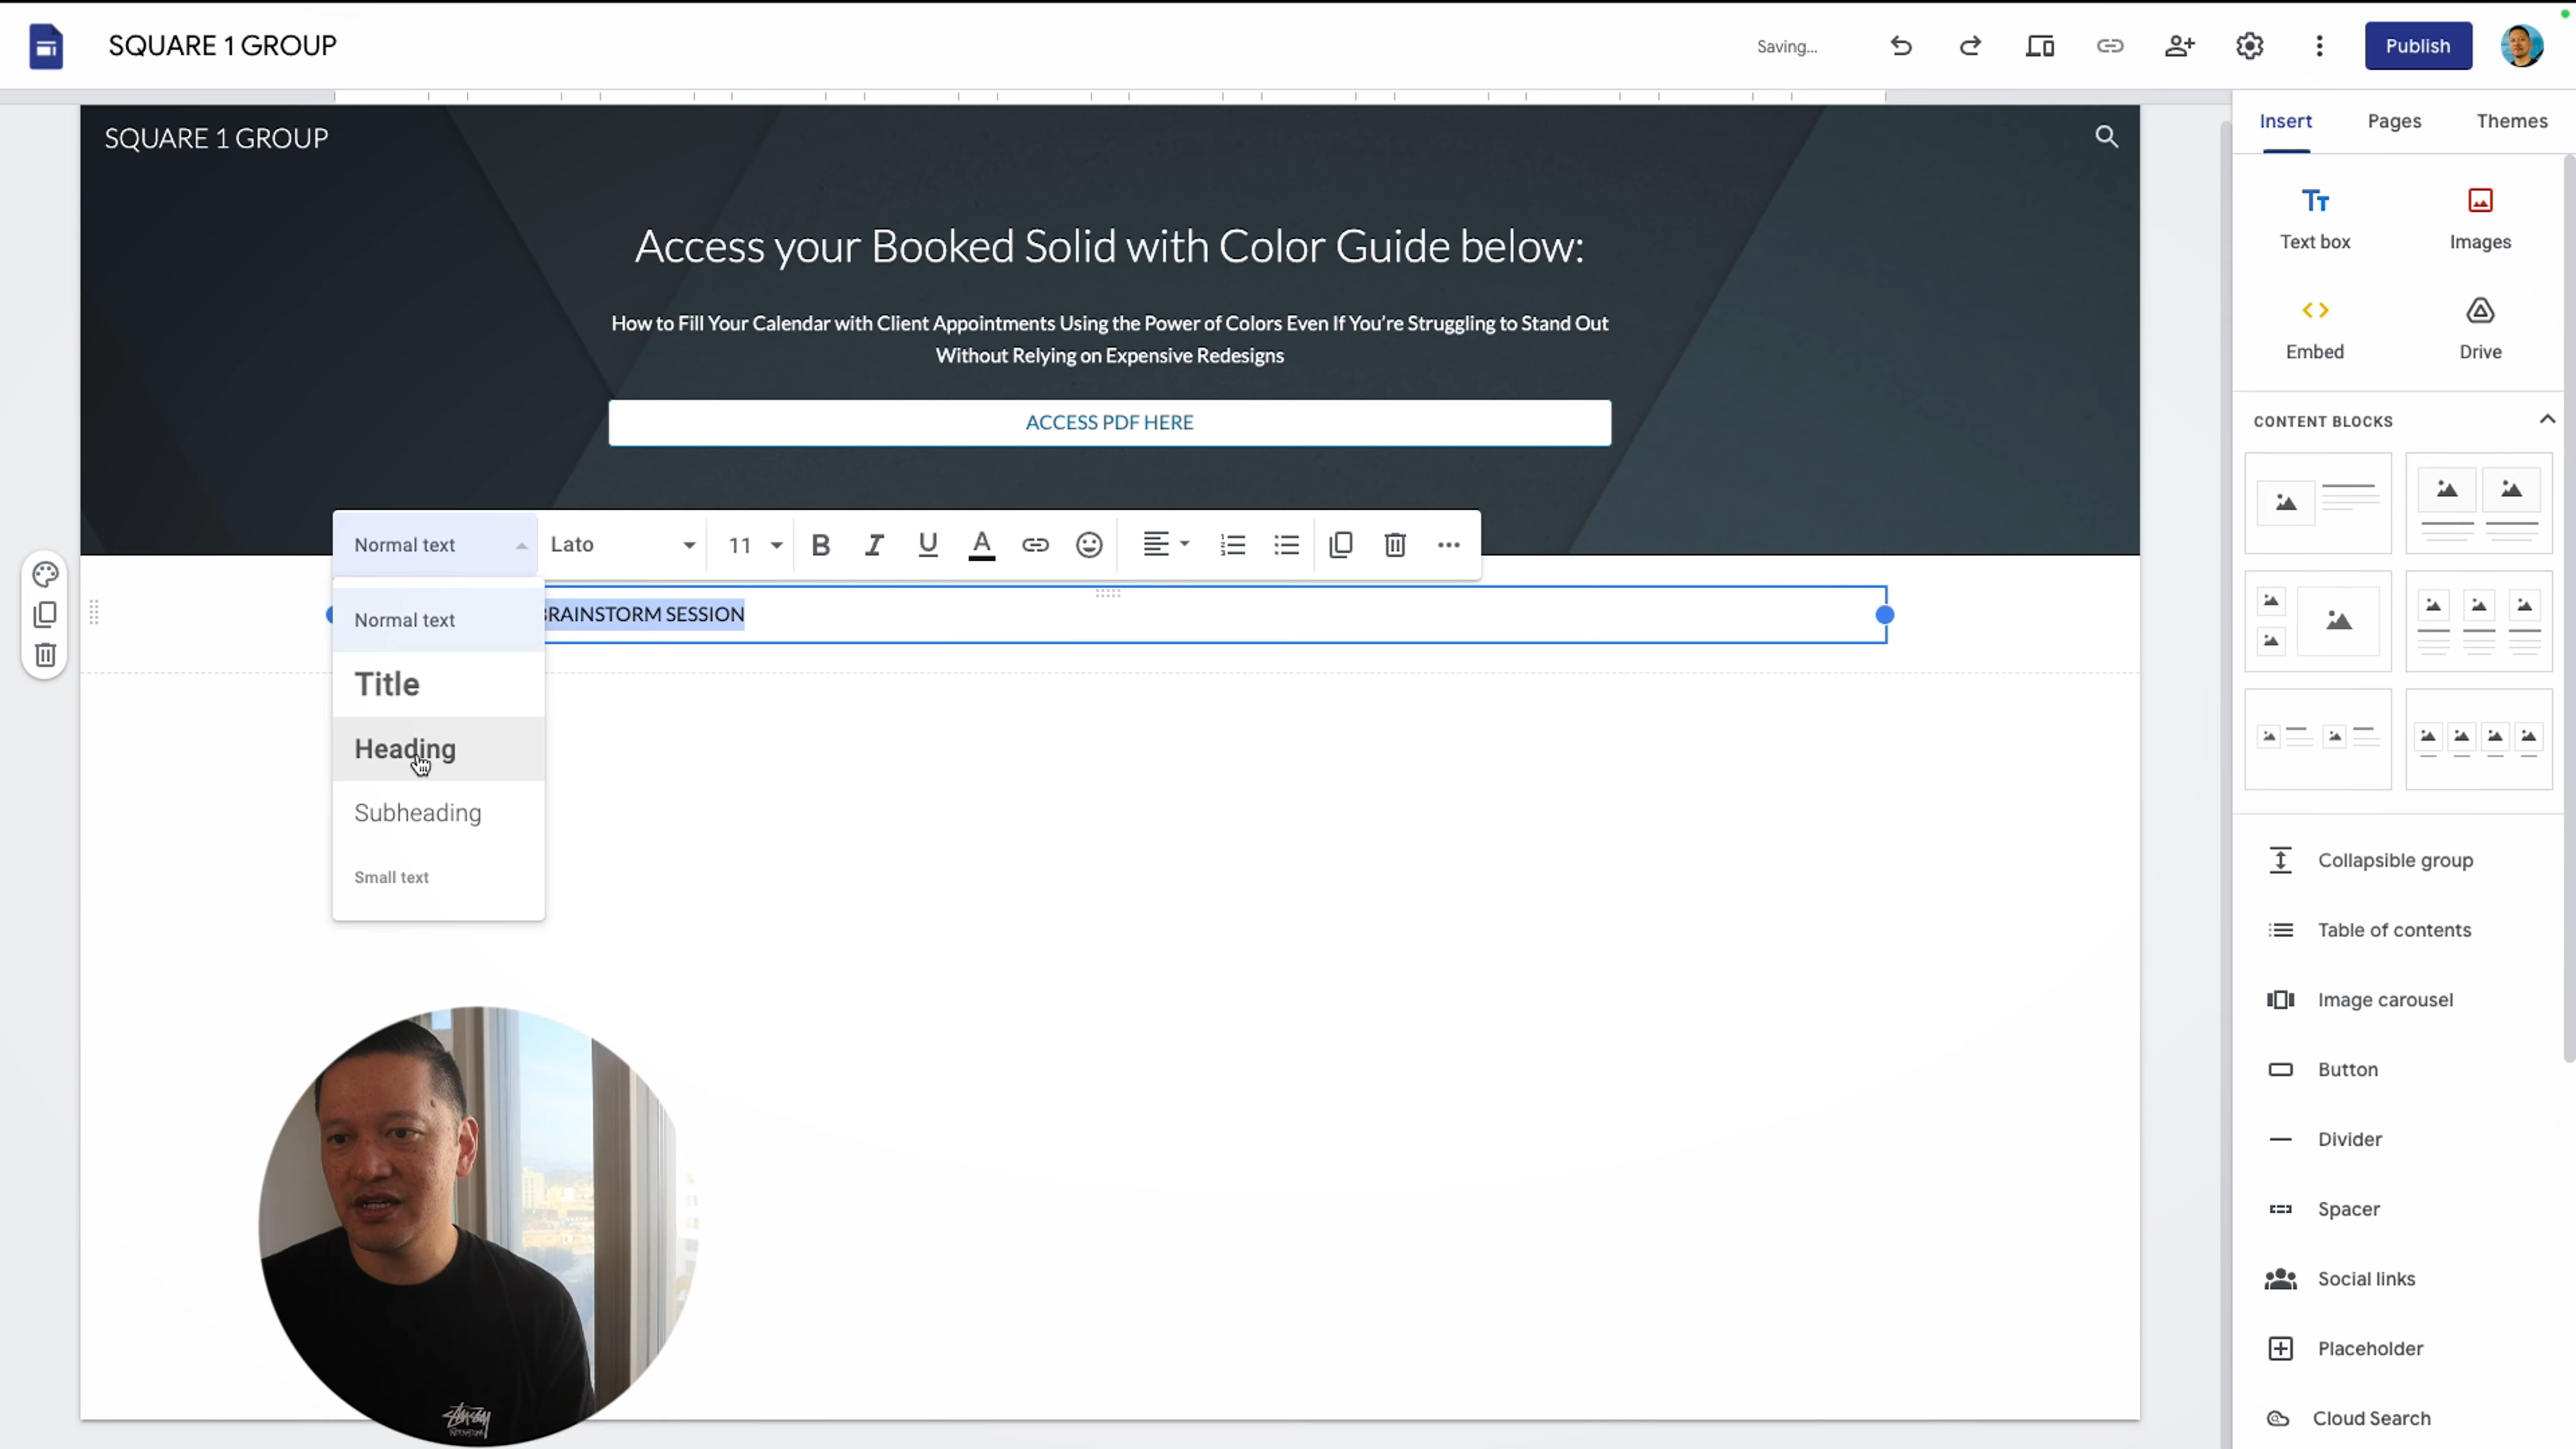 SQUARE 1 GROUP
Saving...
Publish
SQUARE 1 GROUP
Access your Booked Solid with Color Guide below:
How to Fill Your Calendar with Client Appointments Using the Power of Colors Even If You're Struggling to Stand Out
Without Relying on Expensive Redesigns
ACCESS PDF HERE
Normal text
Lato
11
B
I
U
A
BRAINSTORM SESSION
Normal text
Title
Heading
Subheading
Small text
Insert
Pages
Themes
Text box
Images
Embed
Drive
CONTENT BLOCKS
Collapsible group
Table of contents
Image carousel
Button
Divider
Spacer
Social links
Placeholder
Cloud Search